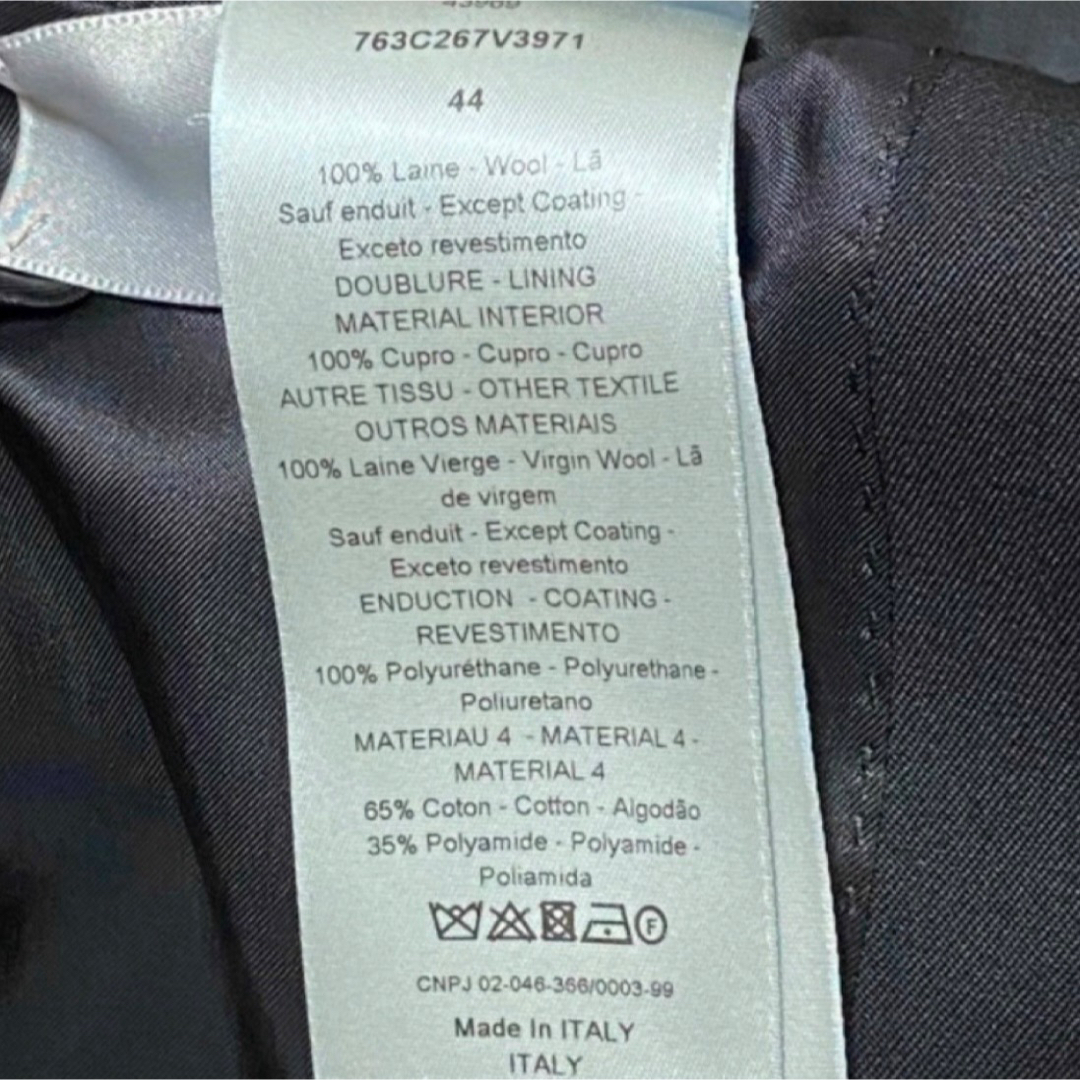 763C267V3971
44
100% Laine - Wool - Lã
Sauf enduit - Except Coating -
Exceto revestimento
DOUBLURE - LINING
MATERIAL INTERIOR
100% Cupro - Cupro - Cupro
AUTRE TISSU - OTHER TEXTILE
OUTROS MATERIAIS
100% Laine Vierge - Virgin Wool - Lã
de virgem
Sauf enduit - Except Coating -
Exceto revestimento
ENDUCTION - COATING -
REVESTIMENTO
100% Polyuréthane - Polyurethane -
Poliuretano
MATERIAU 4 - MATERIAL 4 -
MATERIAL 4
65% Coton - Cotton - Algodão
35% Polyamide - Polyamide -
Poliamida
F
CNPJ 02-046-366/0003-99
Made In ITALY
ITALY